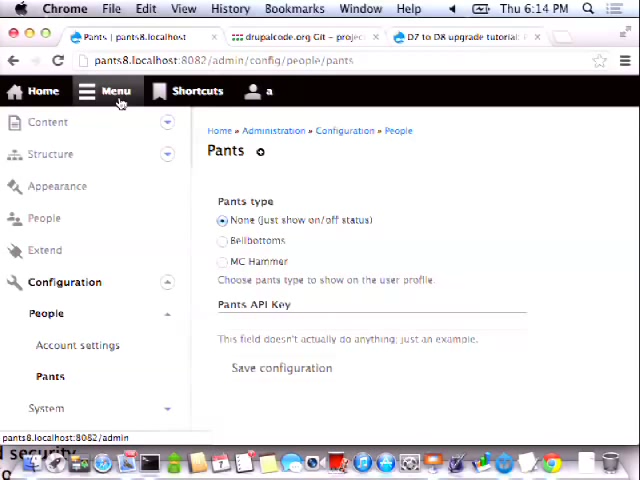 Chrome File Edit View History Bookmarks Window Help Thu 6:14 PM
Pants | pants8.localhost drupalcode.org Git - projec D7 to D8 upgrade tutorial:
pants8.localhost:8082/admin/config/people/pants
Home Menu Shortcuts a
Content
Structure
Appearance
People
Extend
Configuration
People
Account settings
Pants
System
Home » Administration » Configuration » People
Pants
Pants type
None (just show on/off status)
Bellbottoms
MC Hammer
Choose pants type to show on the user profile.
Pants API Key
This field doesn't actually do anything; just an example.
Save configuration
pants8.localhost:8082/admin
d security